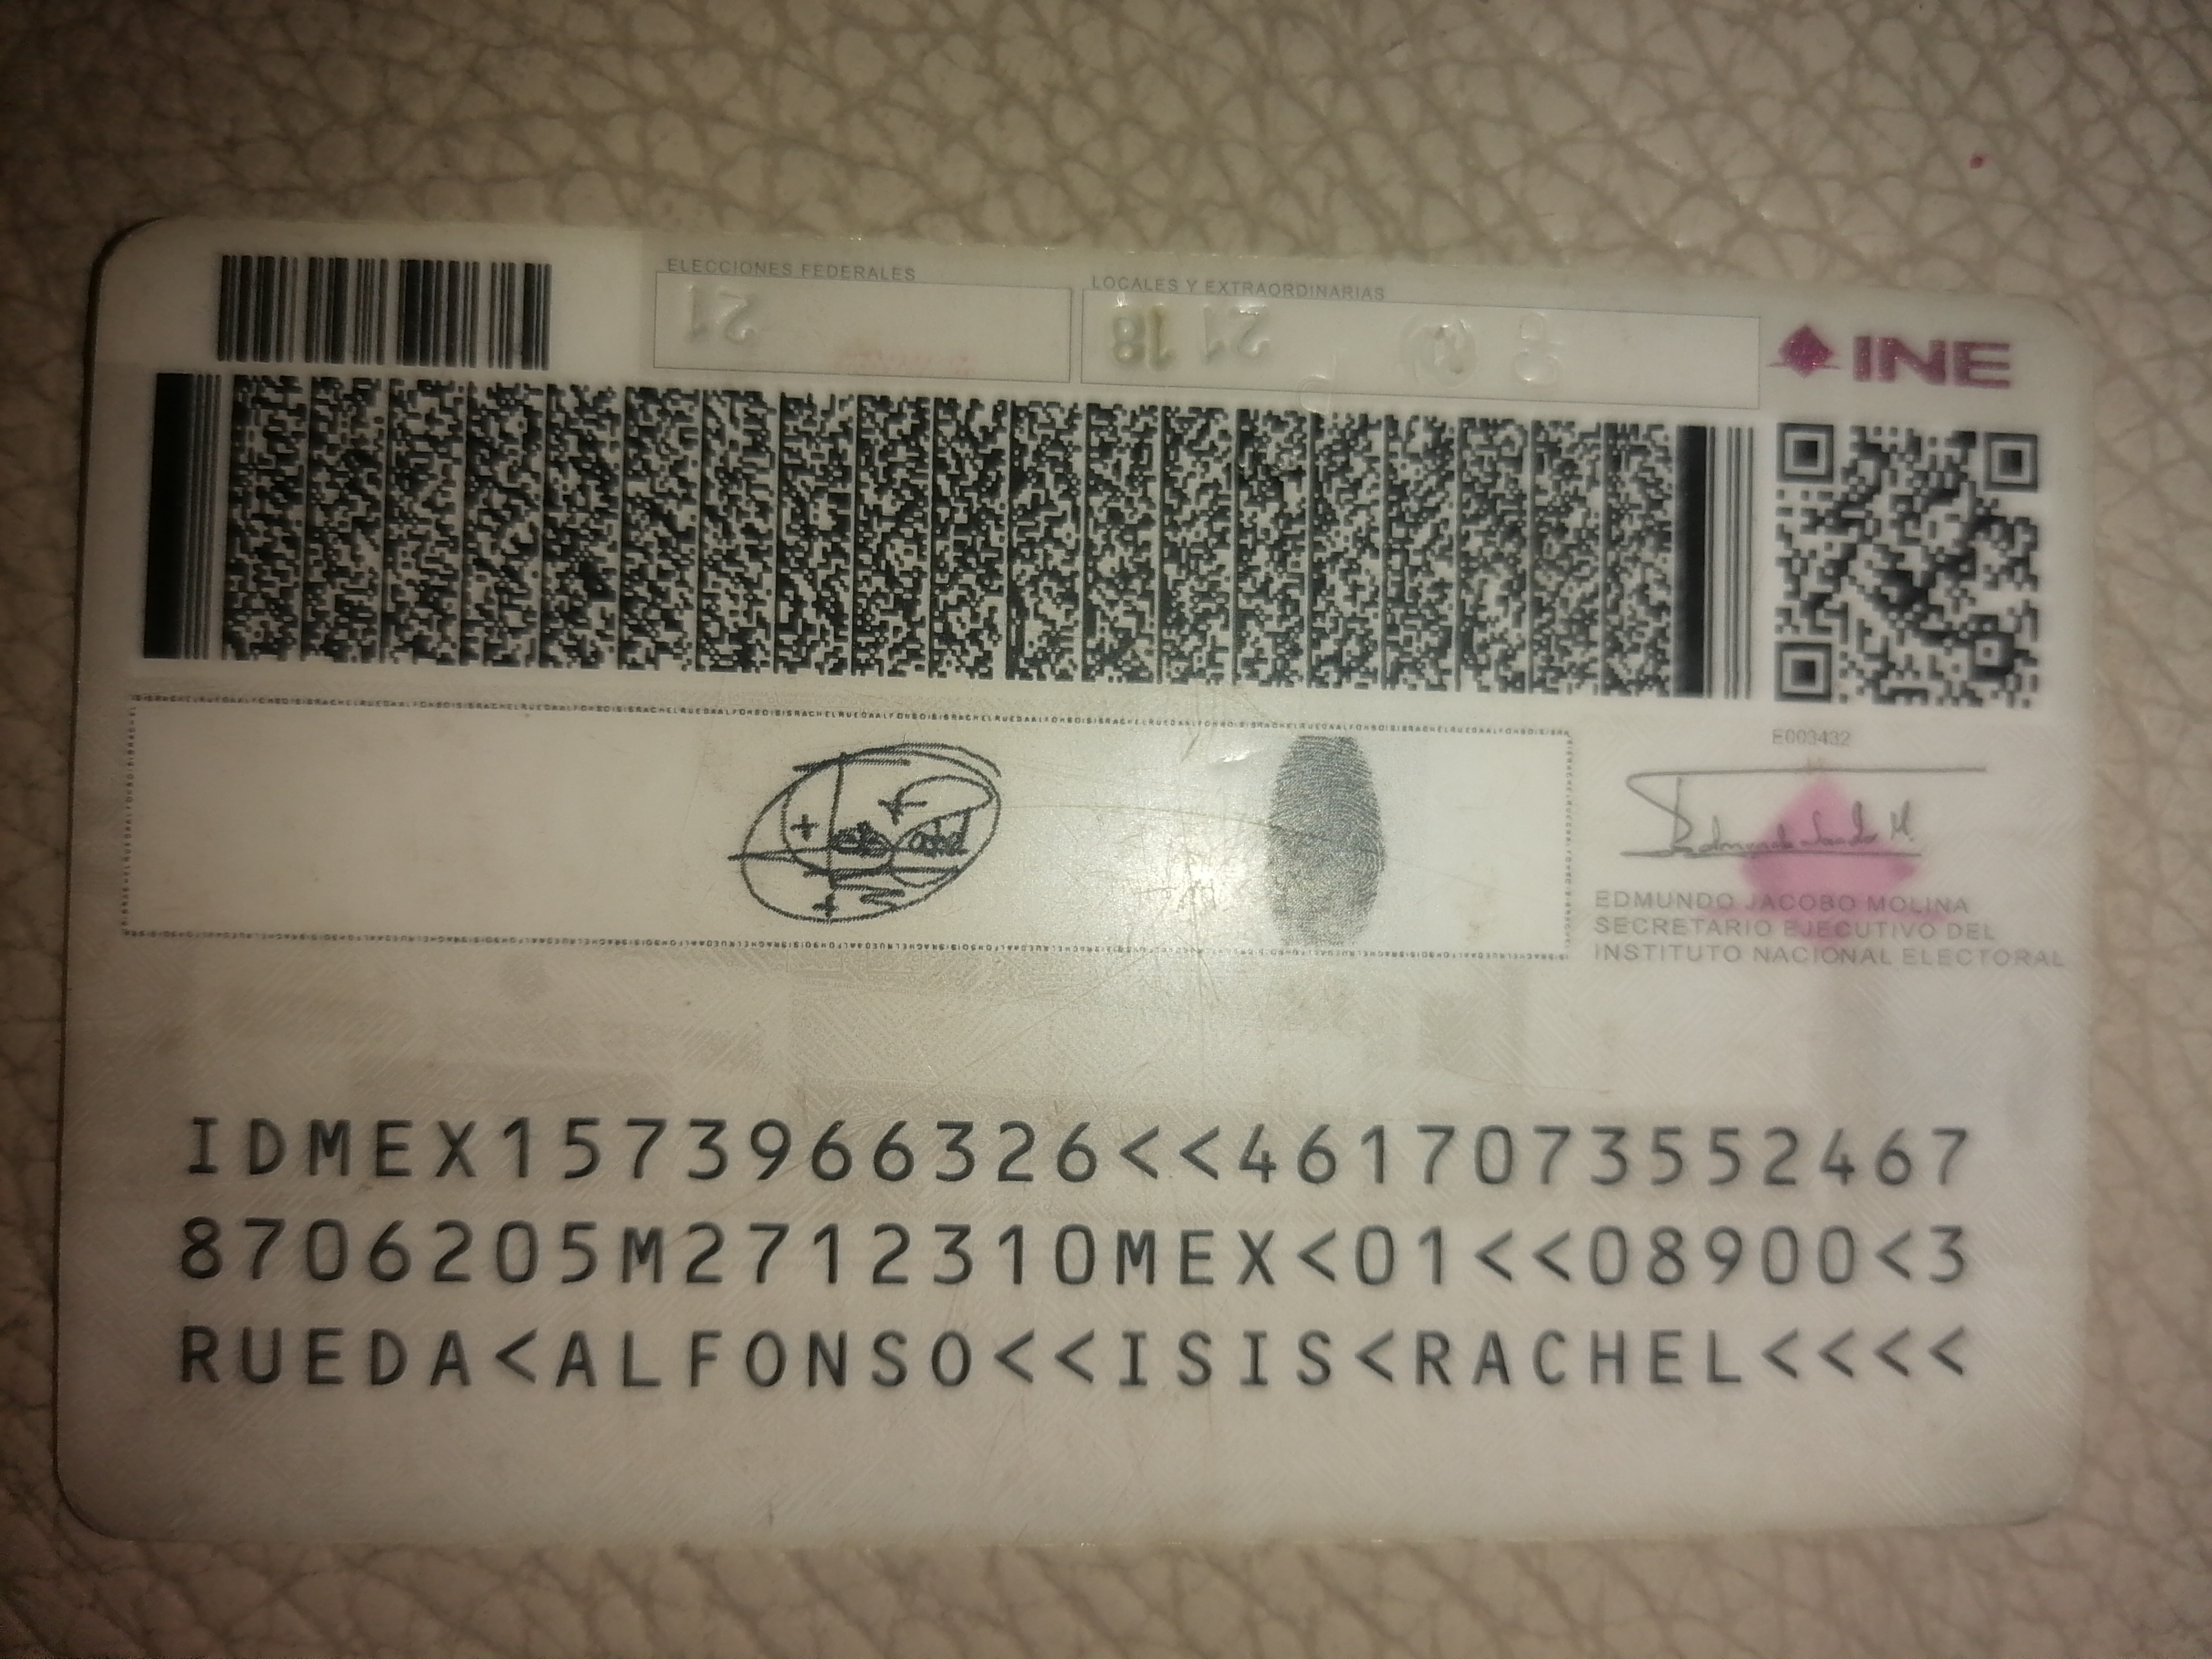 ELECCIONES FEDERALES
21
LOCALES Y EXTRAORDINARIAS
18 21
INE
E003432
EDMUNDO JACOBO MOLINA
SECRETARIO EJECUTIVO DEL
INSTITUTO NACIONAL ELECTORAL
IDMEX1573966326<<4617073552467
8706205M2712310MEX<01<<08900<3
RUEDA<ALFONSO<<ISIS<RACHEL<<<<